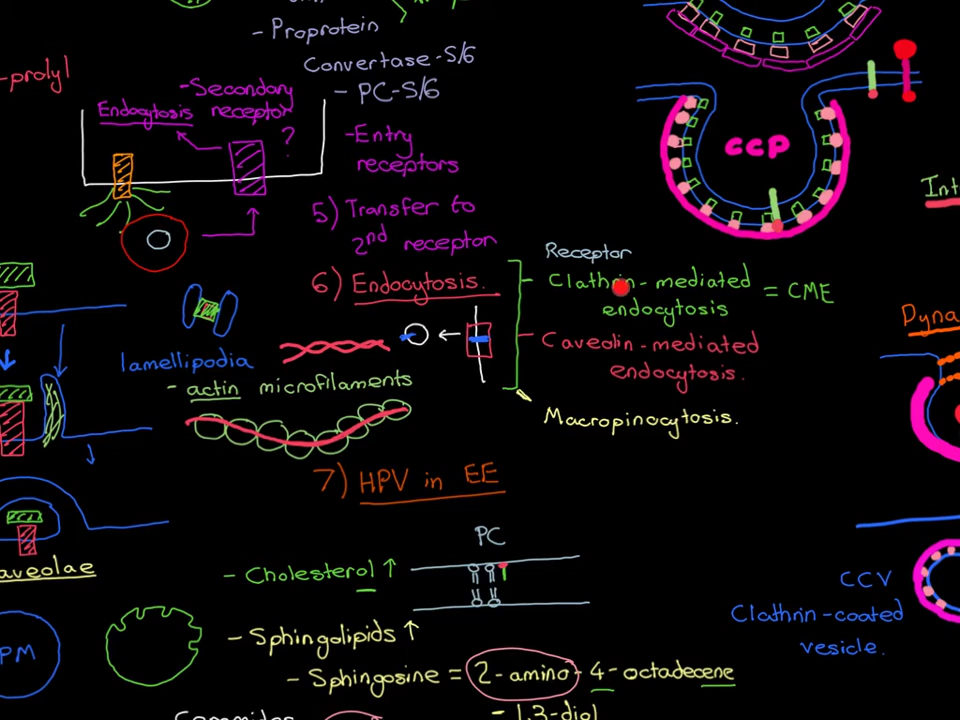 - Proprotein
Convertase-S/6
- PC-S/6
-prolyl
-Secondary
receptor
?
Endocytosis
-Entry
receptors
5) Transfer to
2nd receptor
CCP
Int
6) Endocytosis.
Receptor
Clathrin-mediated
endocytosis
= CME
Caveolin-mediated
endocytosis.
Macropinocytosis.
Dyna
lamellipodia
- actin microfilaments
7) HPV in EE
PC
aveolae
- Cholesterol ↑
PM
- Sphingolipids ↑
- Sphingosine = 2-amino-4-octadecene
- 1,3-diol
CCV
Clathrin-coated
vesicle.